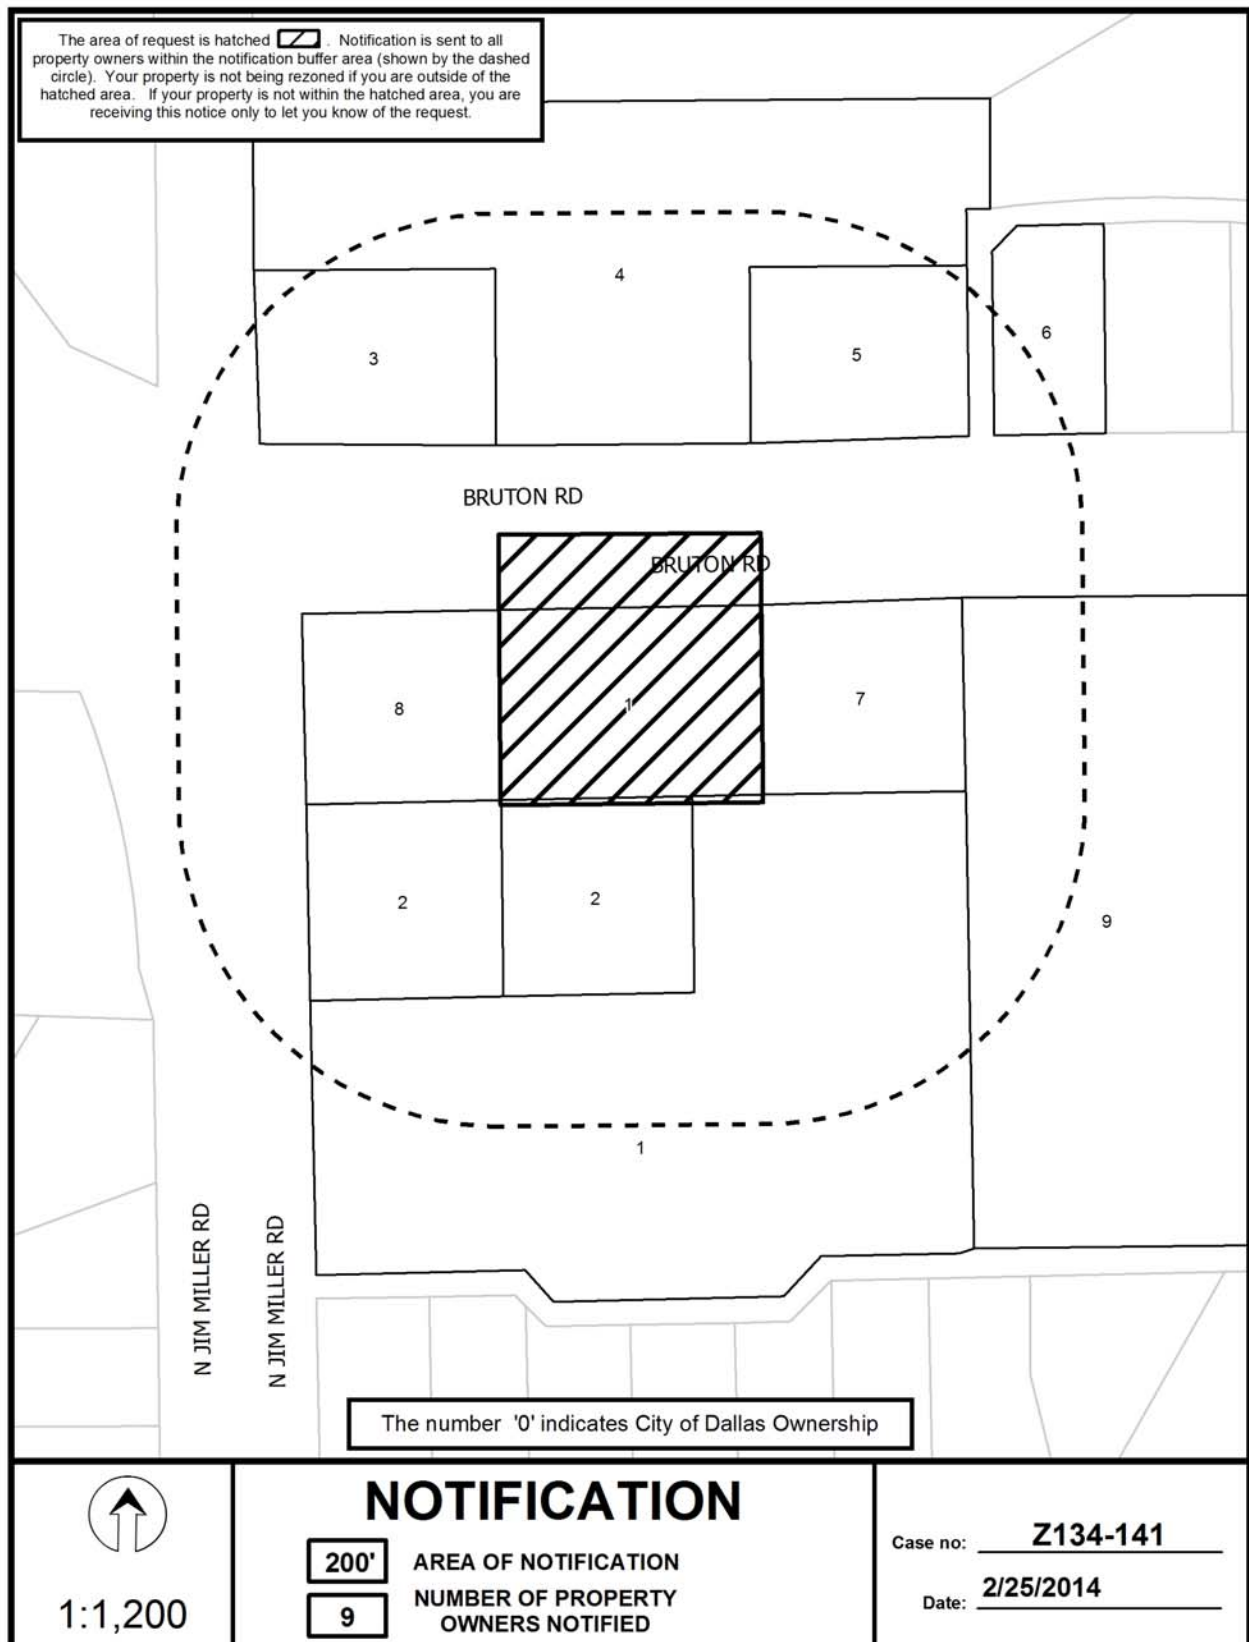 The area of request is hatched . Notification is sent to all
property owners within the notification buffer area (shown by the dashed
circle). Your property is not being rezoned if you are outside of the
hatched area. If your property is not within the hatched area, you are
receiving this notice only to let you know of the request.
4
3
5
6
BRUTON RD
BRUTON RD
8
1
7
2
2
9
1
N JIM MILLER RD
N JIM MILLER RD
The number '0' indicates City of Dallas Ownership
1:1,200
NOTIFICATION
200' AREA OF NOTIFICATION
9 NUMBER OF PROPERTY
OWNERS NOTIFIED
Case no: Z134-141
Date: 2/25/2014